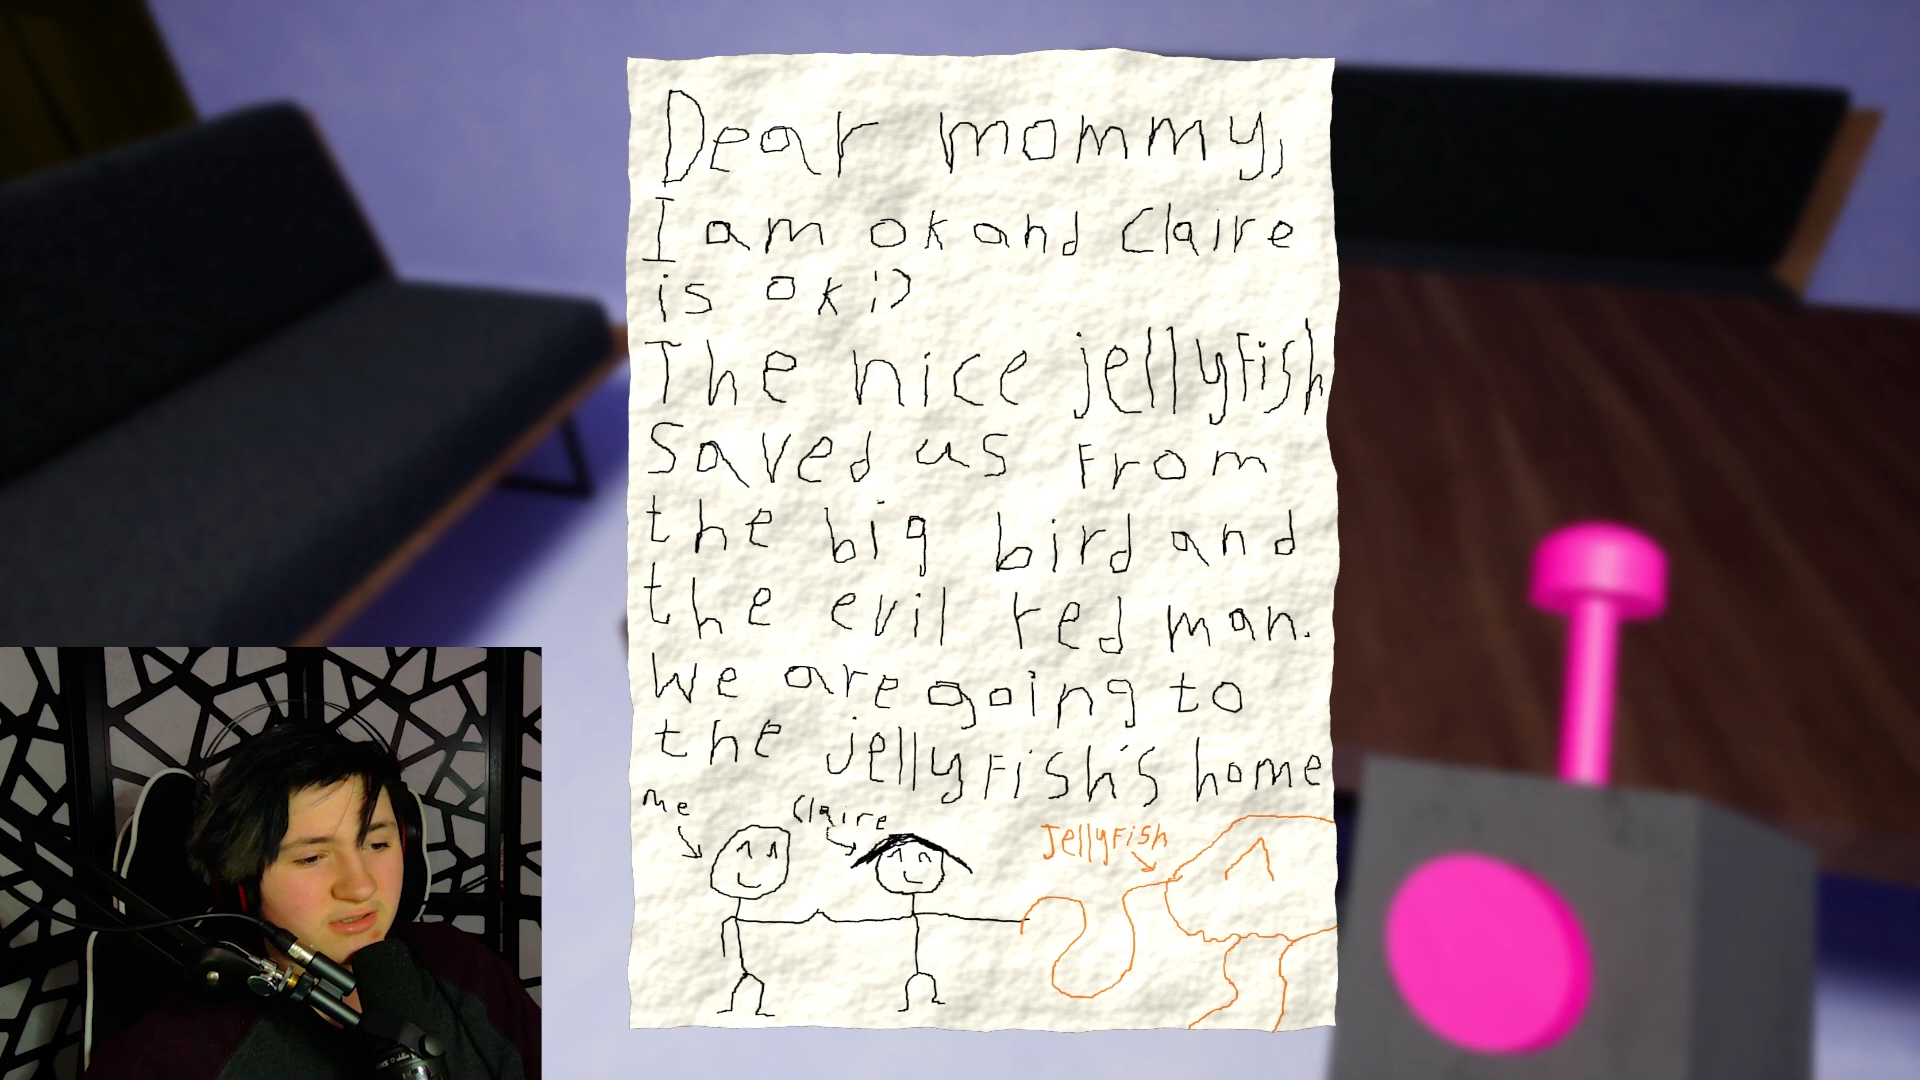 Dear mommy,
I am ok and Claire
is ok :)
The nice jellyfish
saved us from
the big bird and
the evil red man.
We are going to
the jellyfish's home
me
Claire
Jellyfish